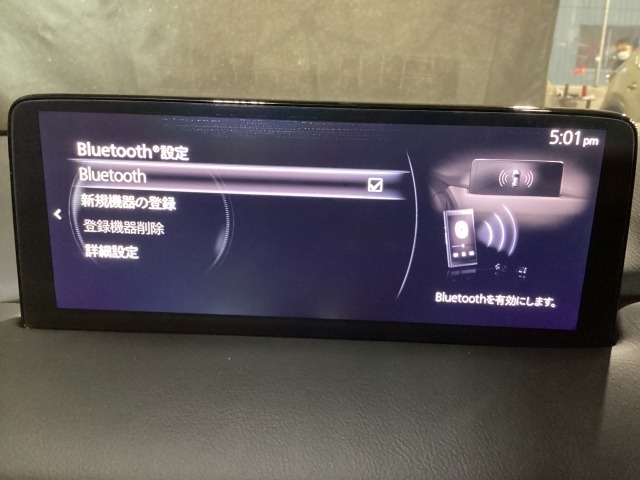 5:01 pm
Bluetooth®設定
Bluetooth
新規機器の登録
登録機器削除
詳細設定
Bluetoothを有効にします。